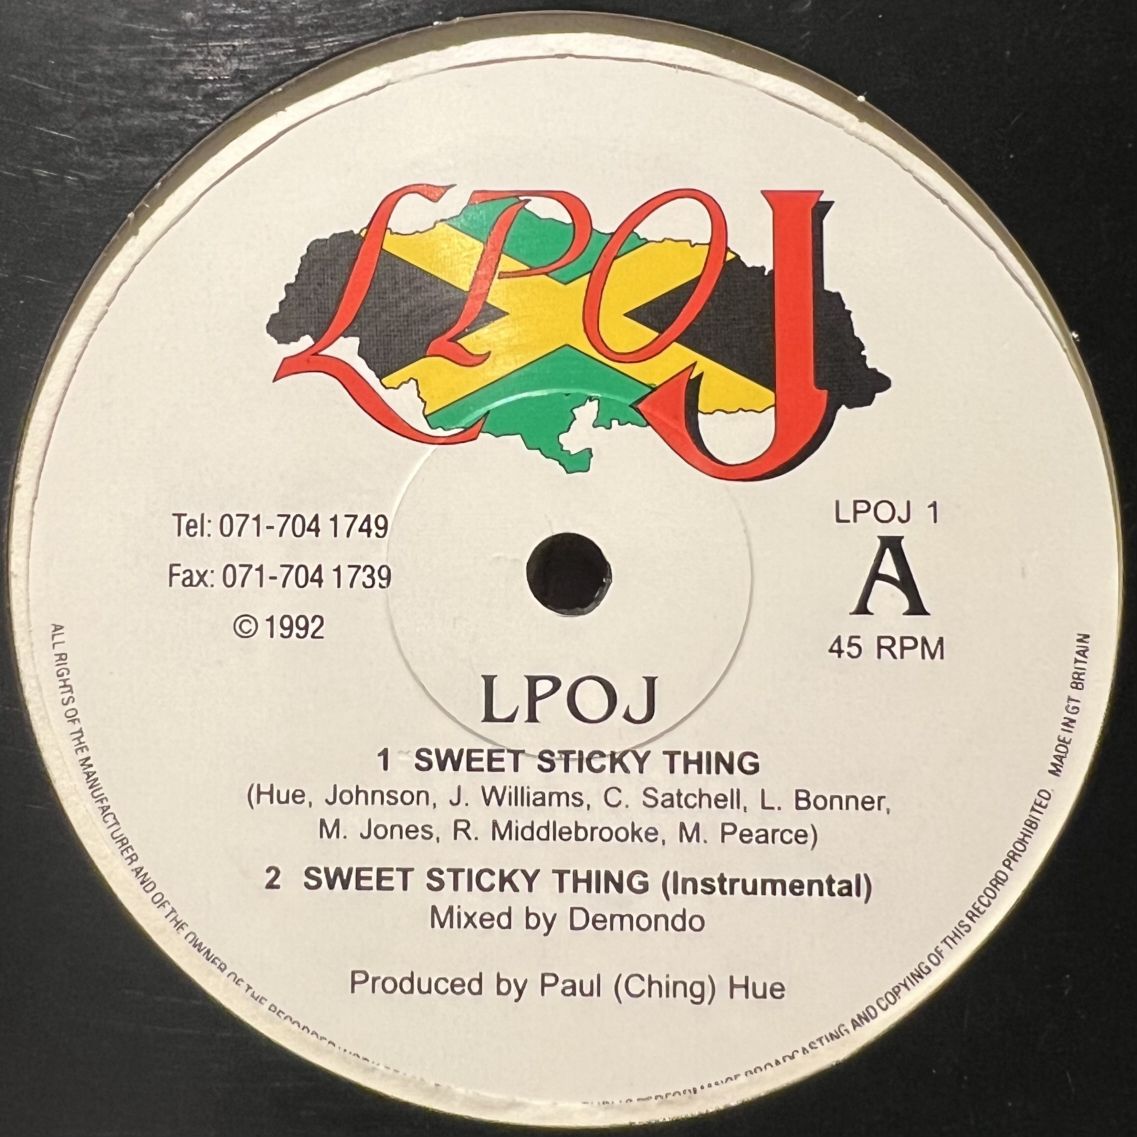 LPOJ
Tel: 071-704 1749
Fax: 071-704 1739
© 1992
LPOJ 1
A
45 RPM
LPOJ
1 SWEET STICKY THING
(Hue, Johnson, J. Williams, C. Satchell, L. Bonner,
M. Jones, R. Middlebrooke, M. Pearce)
2 SWEET STICKY THING (Instrumental)
Mixed by Demondo
Produced by Paul (Ching) Hue
ALL RIGHTS OF THE MANUFACTURER AND OF THE OWNER OF THE RECORDED
BROADCASTING AND COPYING OF THIS RECORD PROHIBITED. MADE IN GT BRITAIN